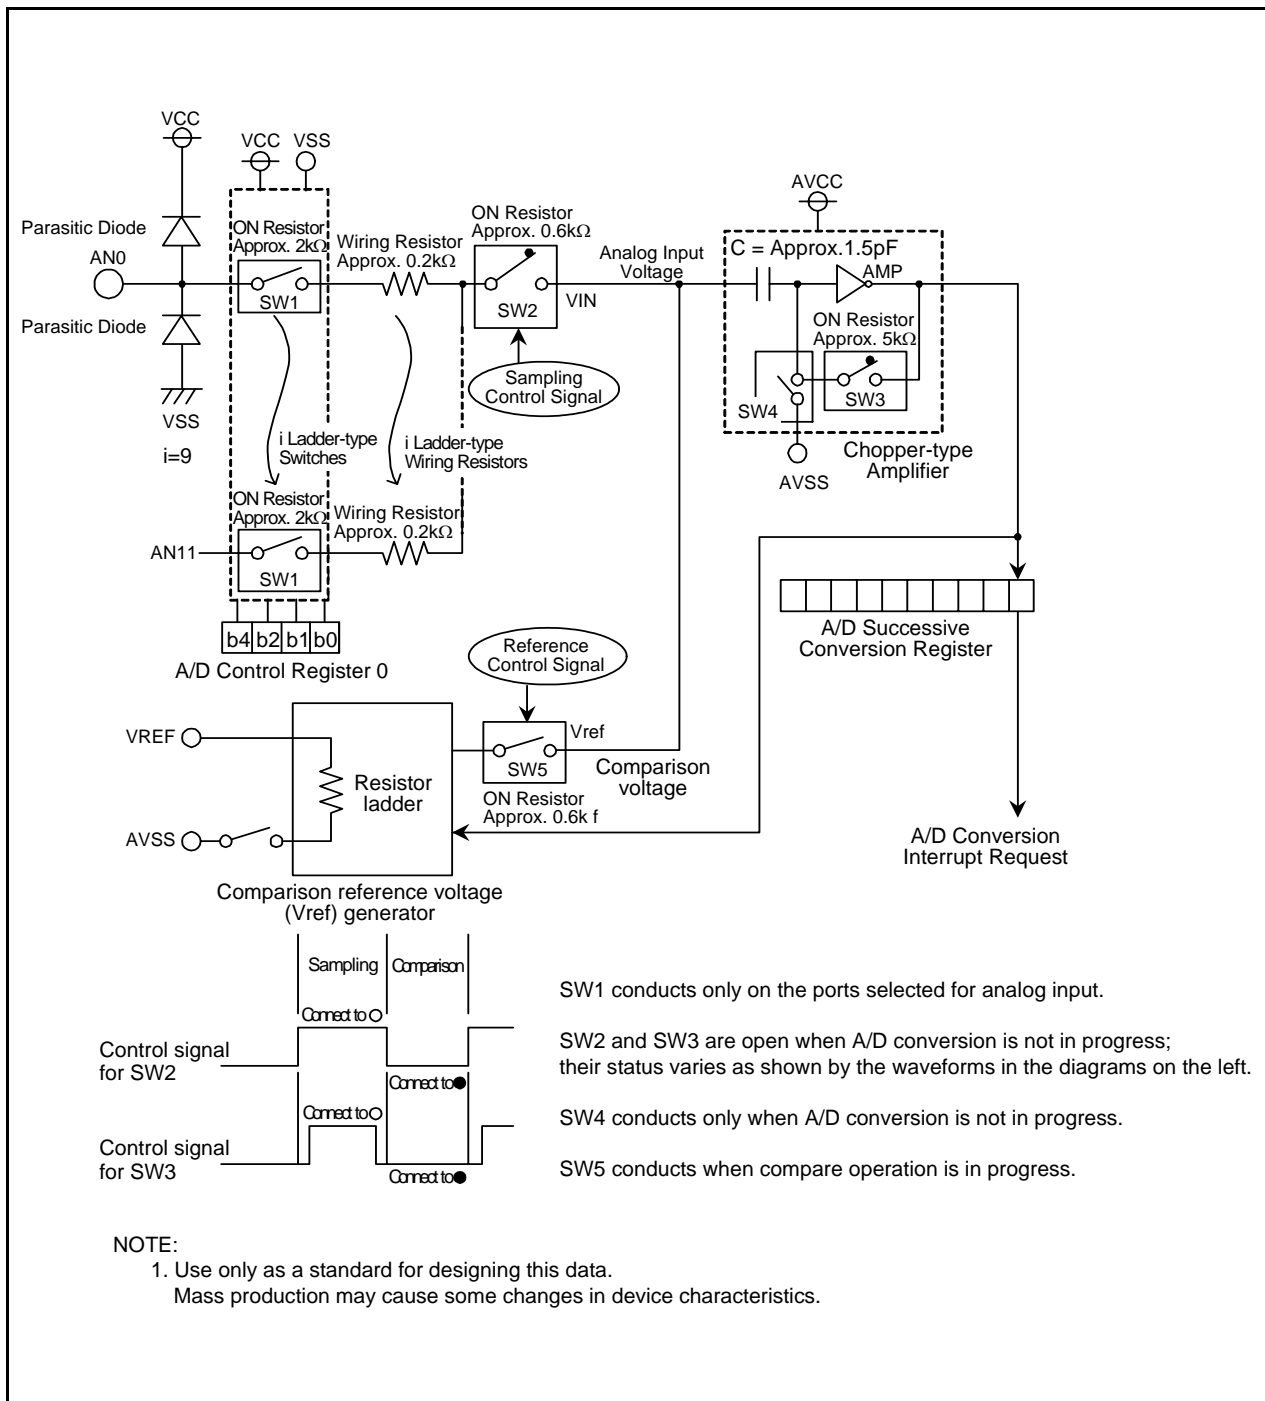 VCC
VCC
VSS
AVCC
Parasitic Diode
ON Resistor
Approx. 2kΩ
Wiring Resistor
Approx. 0.2kΩ
ON Resistor
Approx. 0.6kΩ
Analog Input
Voltage
C = Approx.1.5pF
AMP
AN0
SW1
SW2
VIN
Parasitic Diode
ON Resistor
Approx. 5kΩ
Sampling
Control Signal
SW4
SW3
VSS
i=9
i Ladder-type
Switches
i Ladder-type
Wiring Resistors
Chopper-type
Amplifier
AVSS
ON Resistor
Approx. 2kΩ
Wiring Resistor
Approx. 0.2kΩ
AN11
SW1
b4 b2 b1 b0
A/D Control Register 0
A/D Successive
Conversion Register
Reference
Control Signal
VREF
Vref
SW5
Resistor
ladder
Comparison
voltage
ON Resistor
Approx. 0.6k f
AVSS
A/D Conversion
Interrupt Request
Comparison reference voltage
(Vref) generator
Sampling
Comparison
Connect to
Control signal
for SW2
Connect to
Connect to
Control signal
for SW3
Connect to
SW1 conducts only on the ports selected for analog input.
SW2 and SW3 are open when A/D conversion is not in progress;
their status varies as shown by the waveforms in the diagrams on the left.
SW4 conducts only when A/D conversion is not in progress.
SW5 conducts when compare operation is in progress.
NOTE:
1. Use only as a standard for designing this data.
Mass production may cause some changes in device characteristics.